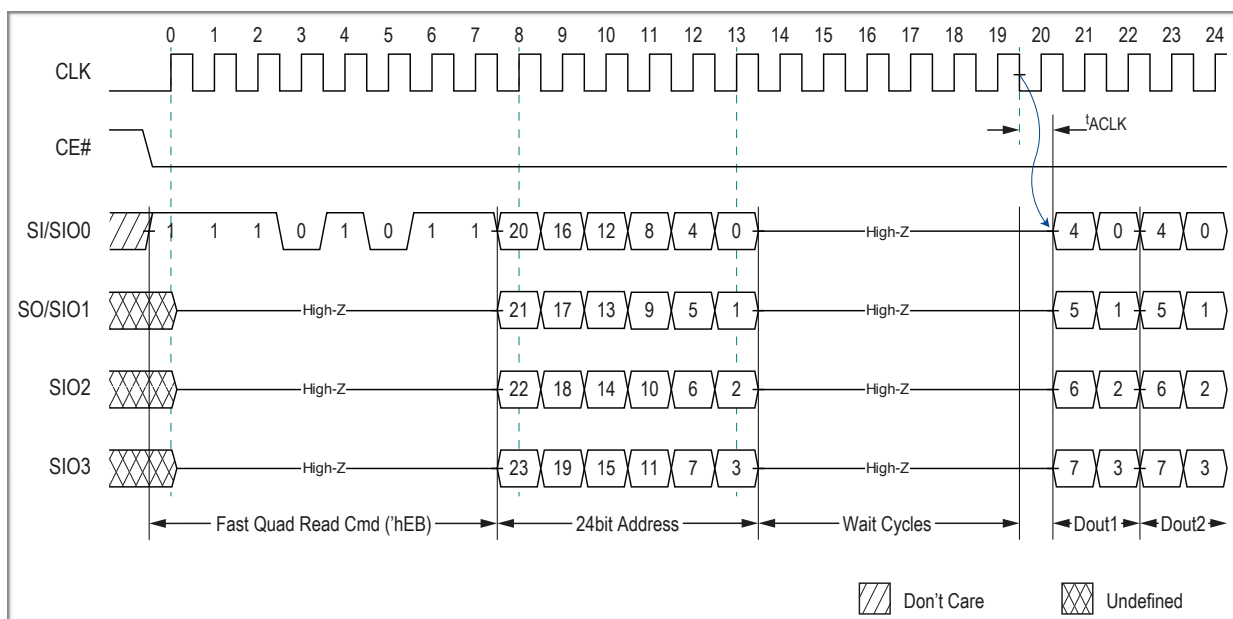 0 1 2 3 4 5 6 7 8 9 10 11 12 13 14 15 16 17 18 19 20 21 22 23 24
CLK
CE#
tACLK
SI/SIO0 1 1 1 0 1 0 1 1 20 16 12 8 4 0 High-Z 4 0 4 0
SO/SIO1 High-Z 21 17 13 9 5 1 High-Z 5 1 5 1
SIO2 High-Z 22 18 14 10 6 2 High-Z 6 2 6 2
SIO3 High-Z 23 19 15 11 7 3 High-Z 7 3 7 3
Fast Quad Read Cmd ('hEB) 24bit Address Wait Cycles Dout1 Dout2
Don't Care Undefined